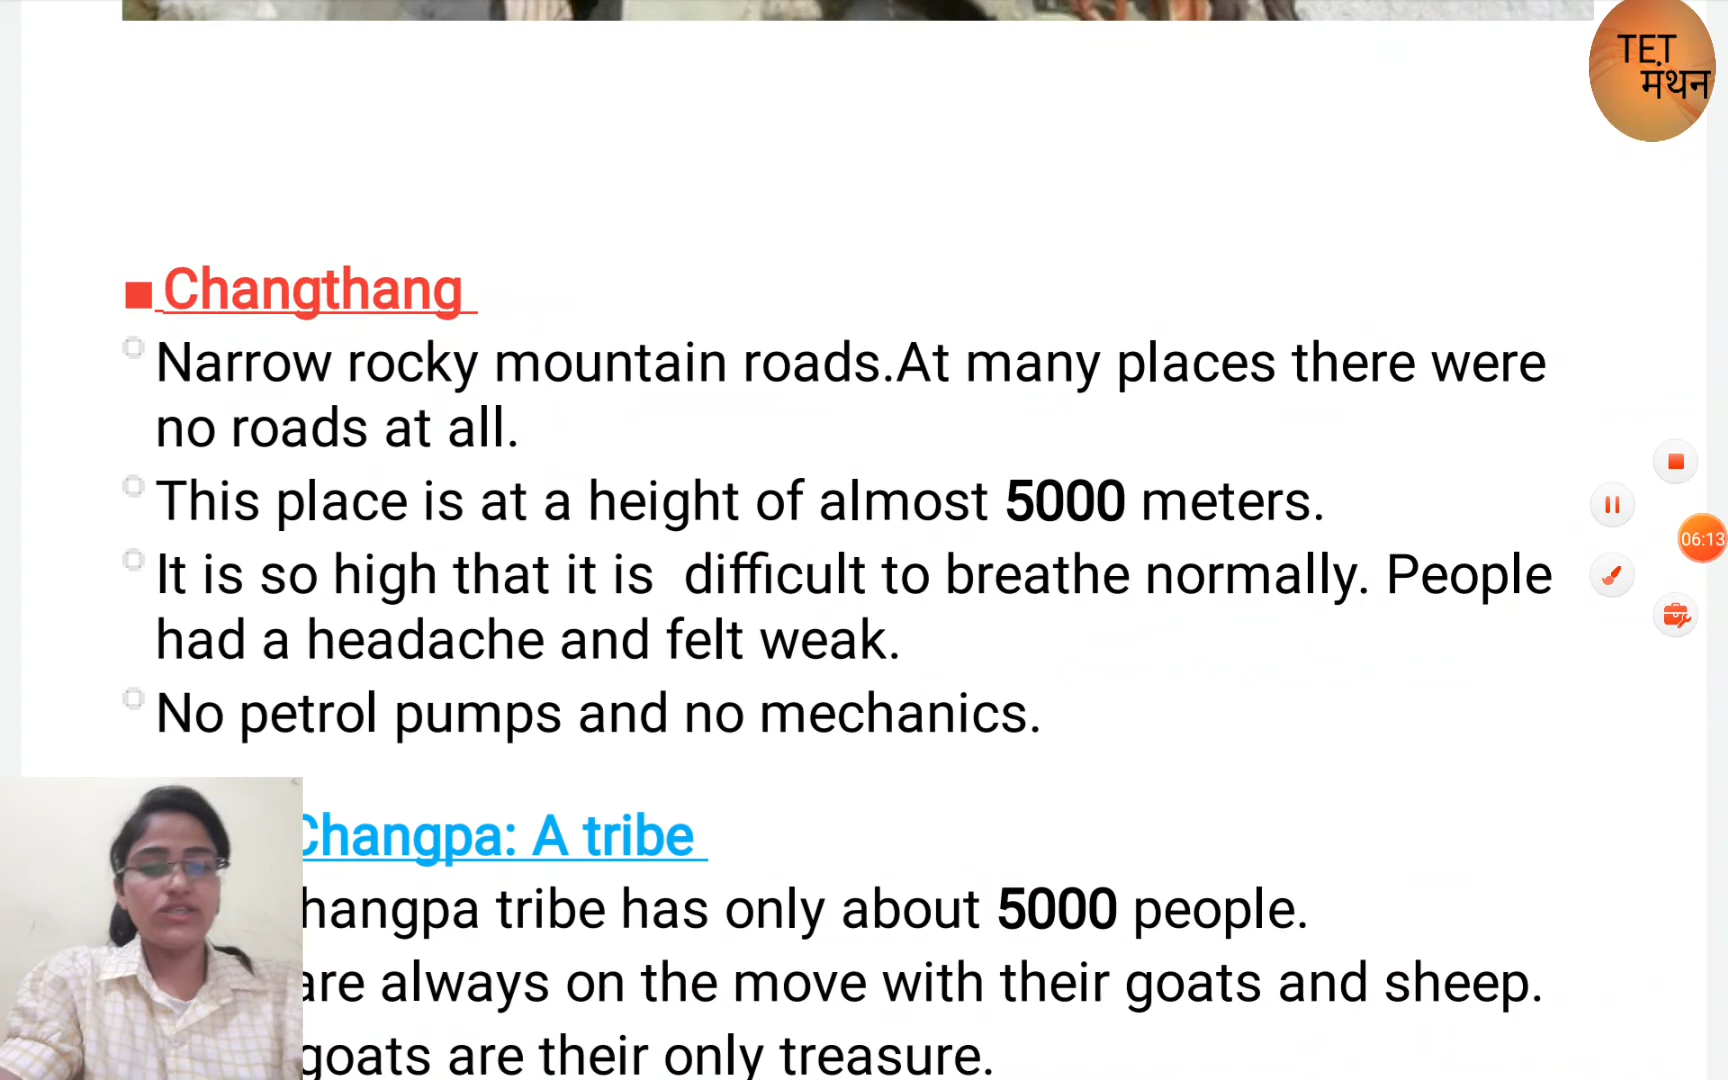 TET
मंथन
Changthang
Narrow rocky mountain roads.At many places there were
no roads at all.
This place is at a height of almost 5000 meters.
It is so high that it is  difficult to breathe normally. People
had a headache and felt weak.
No petrol pumps and no mechanics.
06:13
Changpa: A tribe
hangpa tribe has only about 5000 people.
are always on the move with their goats and sheep.
goats are their only treasure.